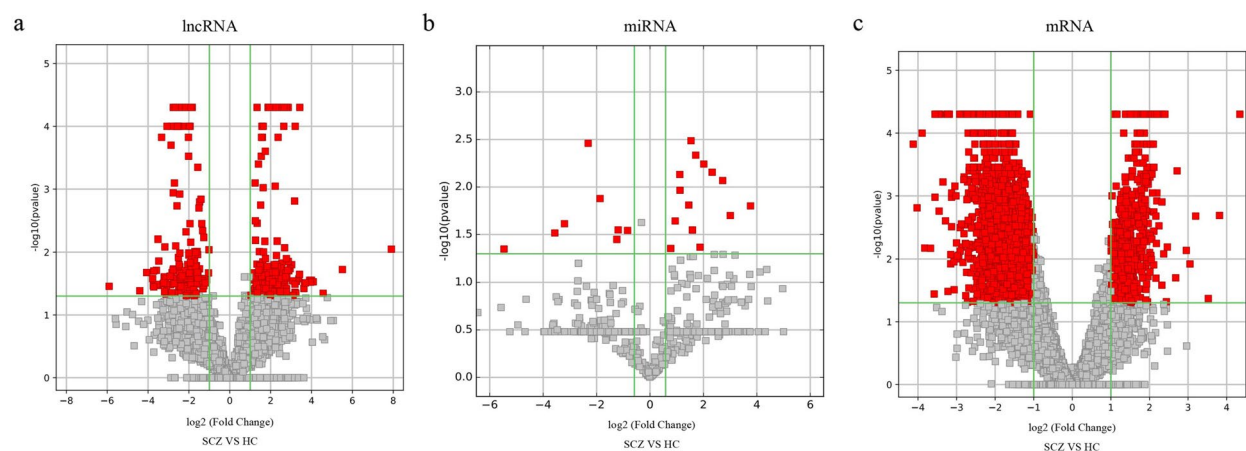 a
lncRNA
5
4
3
2
1
0
-log10(pvalue)
−8 −6 −4 −2 0 2 4 6 8
log2 (Fold Change)
SCZ VS HC
b
miRNA
3.0
2.5
2.0
1.5
1.0
0.5
0.0
-log10(pvalue)
−6 −4 −2 0 2 4 6
log2 (Fold Change)
SCZ VS HC
c
mRNA
5
4
3
2
1
0
-log10(pvalue)
−4 −3 −2 −1 0 1 2 3 4
log2 (Fold Change)
SCZ VS HC